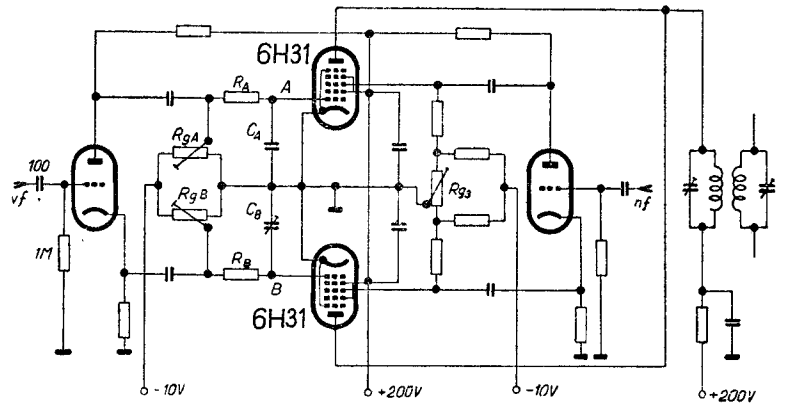 6H31
R_A
A
R_gA
C_A
100
vf
R_gB
C_B
R_g3
nf
1M
R_B
B
6H31
-10V
+200V
-10V
+200V